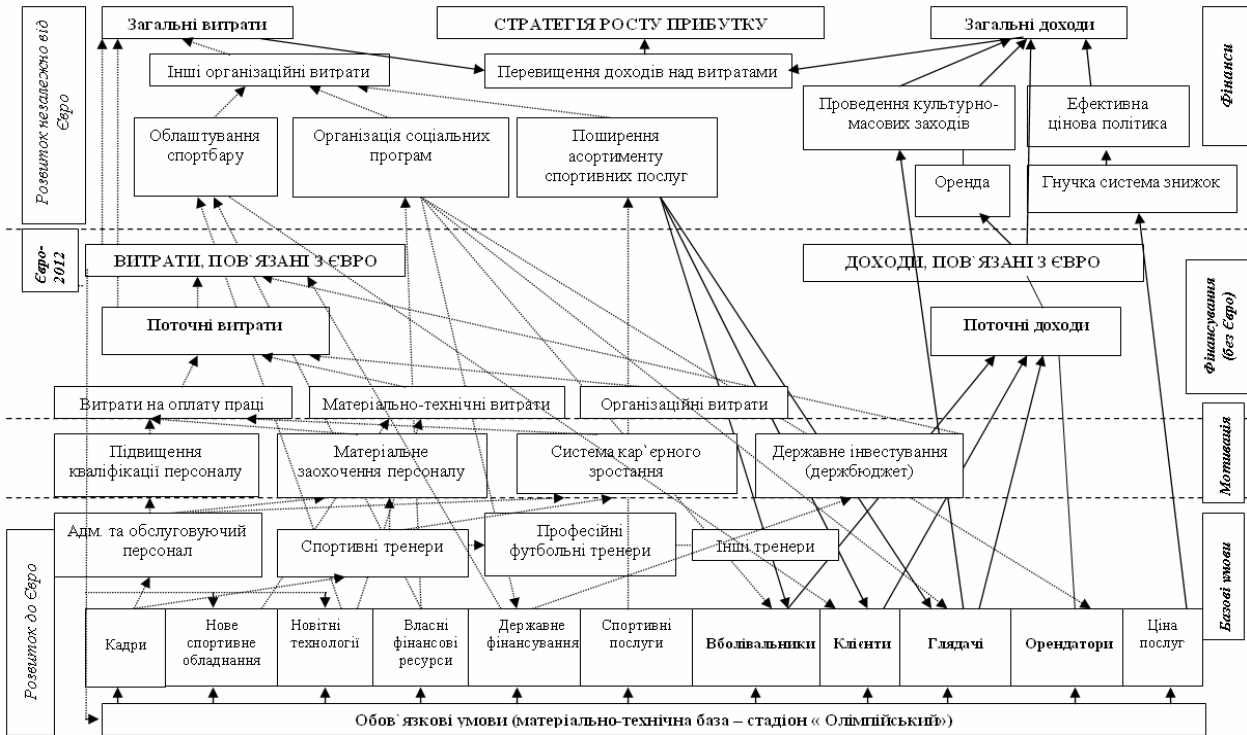 Загальні витрати
СТРАТЕГІЯ РОСТУ ПРИБУТКУ
Загальні доходи
Інші організаційні витрати
Перевищення доходів над витратами
Розвиток незалежно від
Євро
Фінанси
Облаштування
спортбару
Організація соціальних
програм
Поширення
асортименту
спортивних послуг
Проведення культурно-
масових заходів
Ефективна
цінова політика
Оренда
Гнучка система знижок
Євро-
2012
ВИТРАТИ, ПОВ`ЯЗАНІ З ЄВРО
ДОХОДИ, ПОВ`ЯЗАНІ З ЄВРО
Поточні витрати
Поточні доходи
Фінансування
(без Євро)
Витрати на оплату праці
Матеріально-технічні витрати
Організаційні витрати
Підвищення
кваліфікації персоналу
Матеріальне
заохочення персоналу
Система кар`єрного
зростання
Державне інвестування
(держбюджет)
Мотивація
Розвиток до Євро
Адм. та обслуговуючий
персонал
Спортивні тренери
Професійні
футбольні тренери
Інші тренери
Базові умови
Кадри
Нове
спортивне
обладнання
Новітні
технології
Власні
фінансові
ресурси
Державне
фінансування
Спортивні
послуги
Вболівальники
Клієнти
Глядачі
Орендатори
Ціна
послуг
Обов`язкові умови (матеріально-технічна база – стадіон « Олімпійський»)